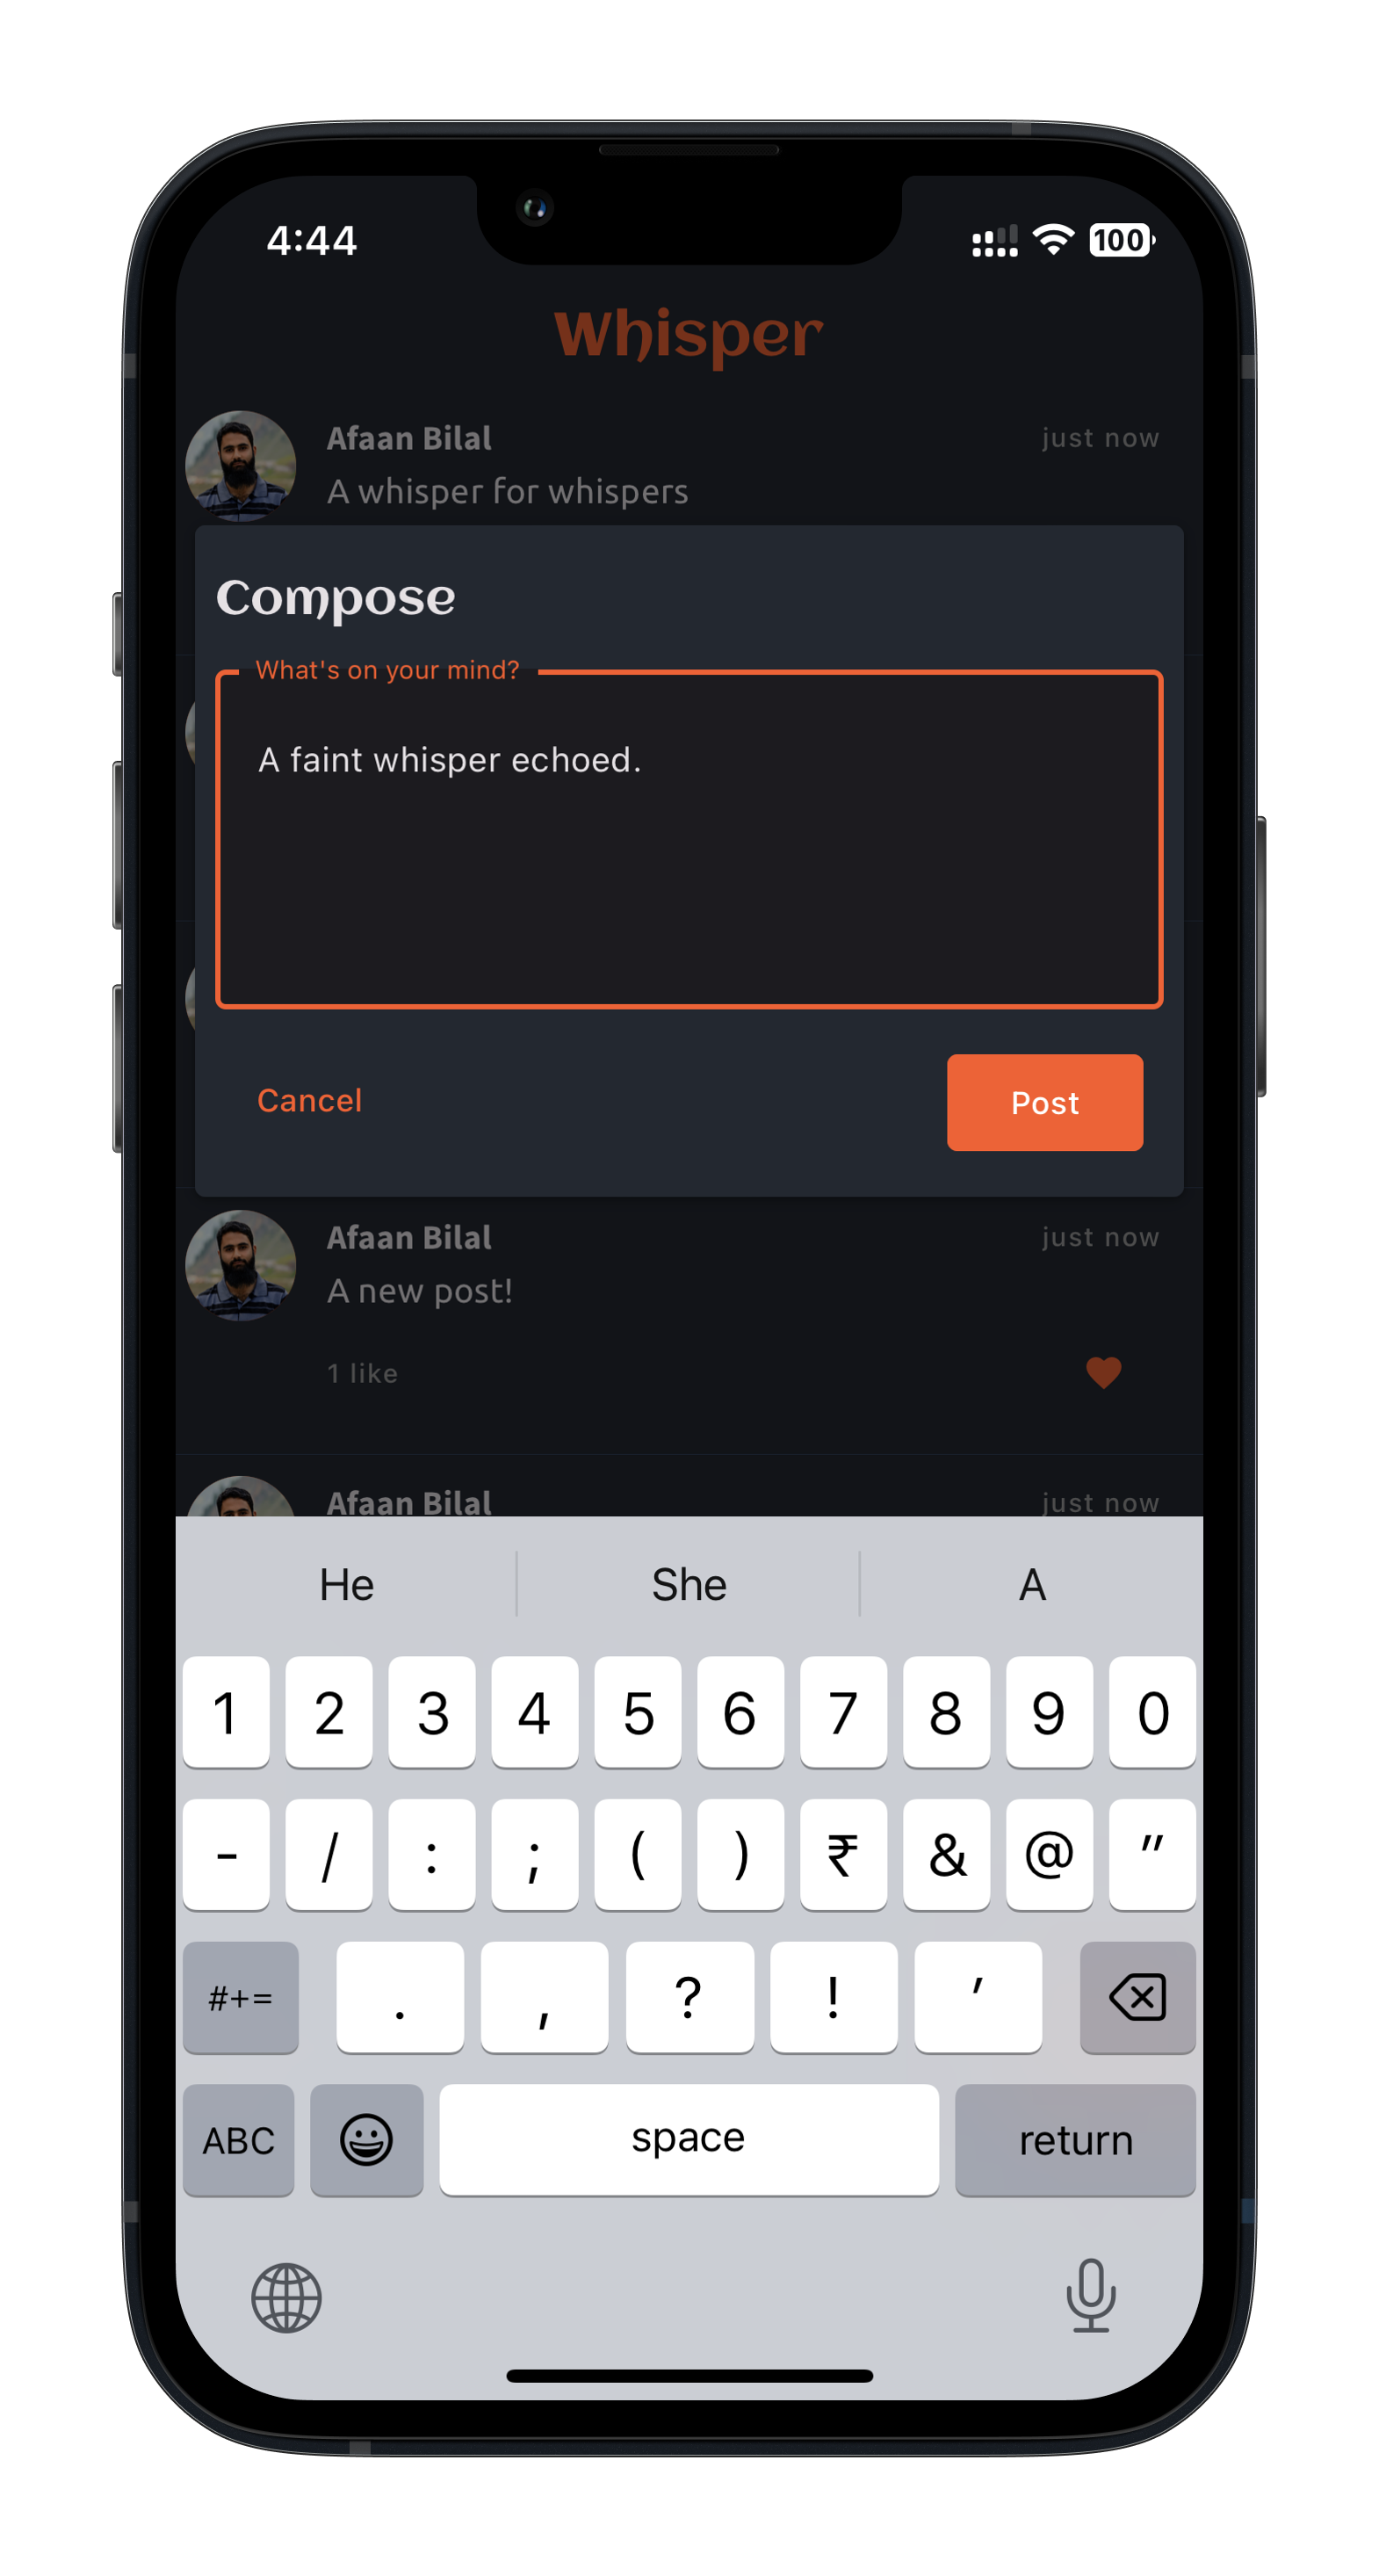 4:44
100
Whisper
Afaan Bilal just now
A whisper for whispers
Compose
What's on your mind?
A faint whisper echoed.
Cancel Post
Afaan Bilal just now
A new post!
1 like
Afaan Bilal just now
He She A
1 2 3 4 5 6 7 8 9 0
- / : ; ( ) ₹ & @ "
#+= . , ? ! '
ABC space return